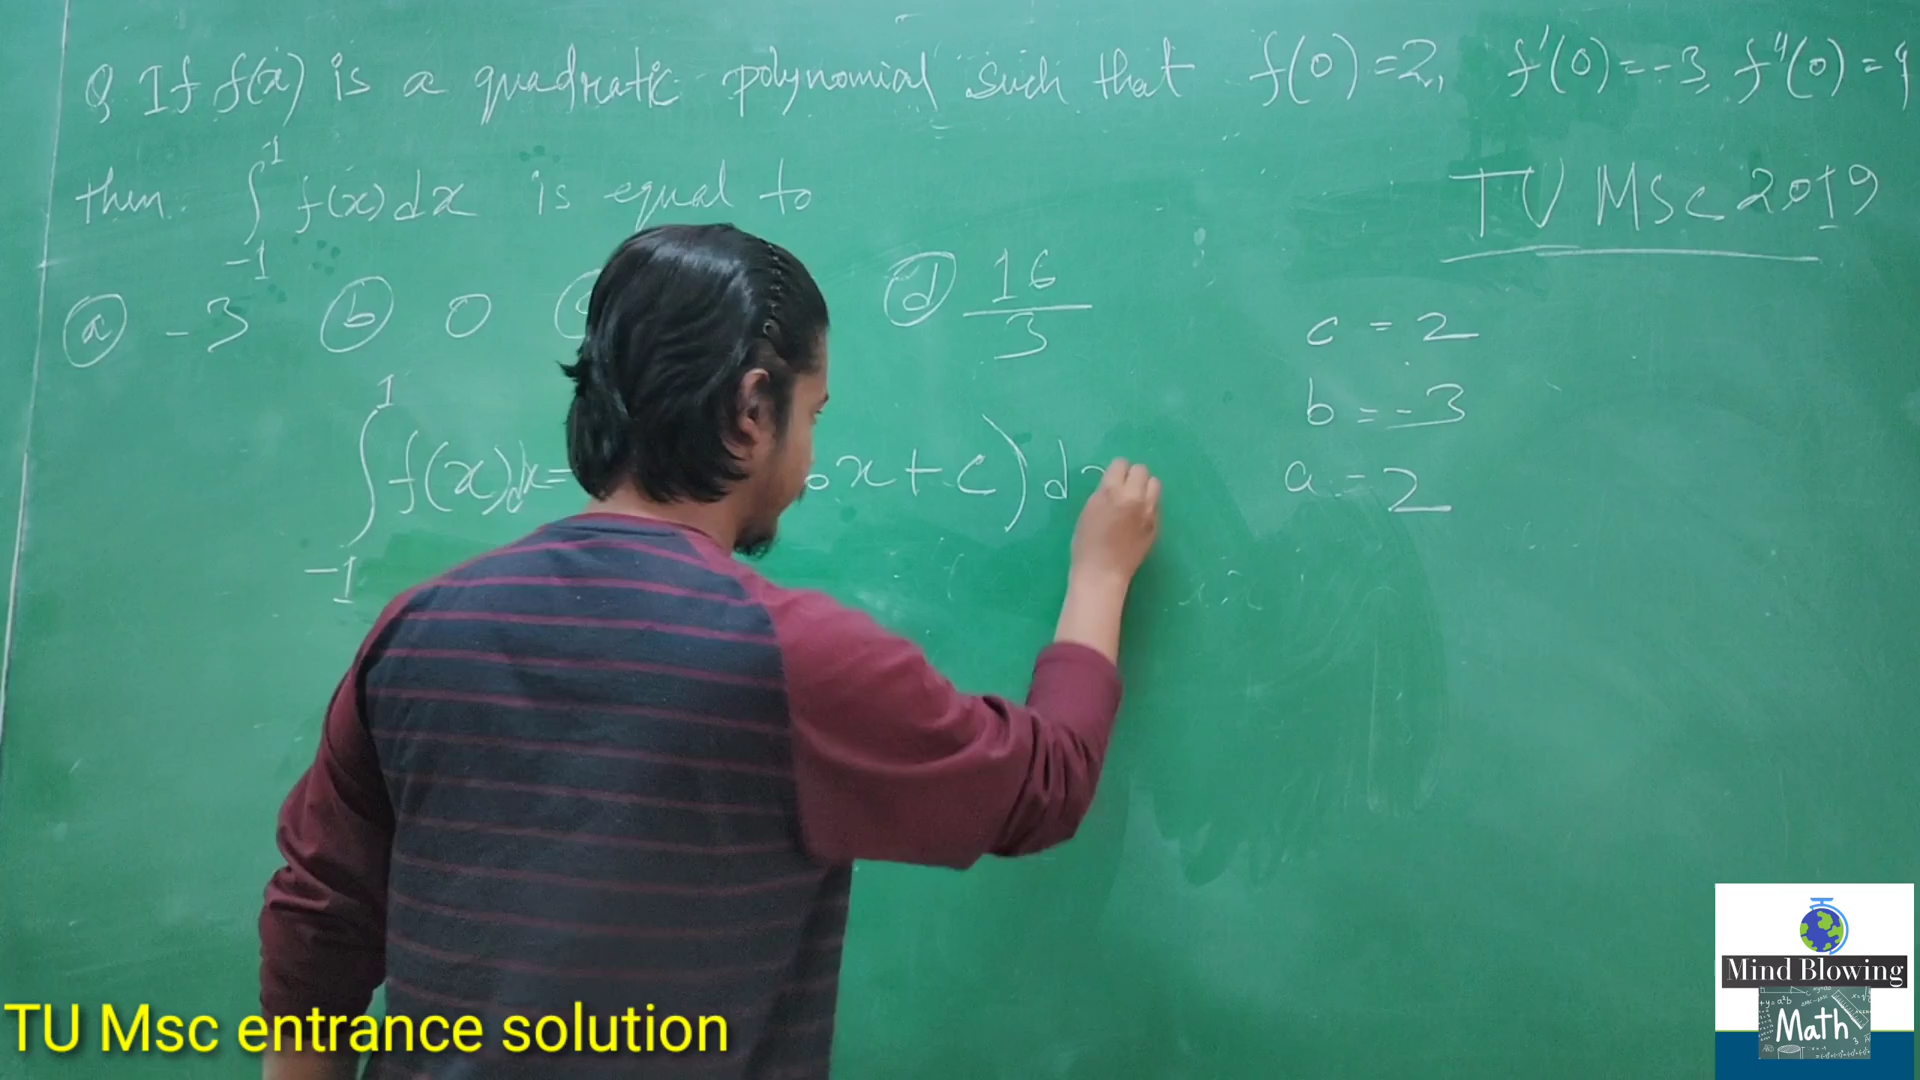 Q If f(x) is a quadratic polynomial such that f(0)=2, f'(0)=-3, f"(0)=4
then ∫_{-1}^{-1} f(x)dx is equal to
TU MSc 2019
(a) -3 (b) 0 (d) 16/3
c = 2
b = -3
a = 2
∫_{-1}^{1} f(x)dx = bx + c) dx
TU Msc entrance solution
Mind Blowing
Math